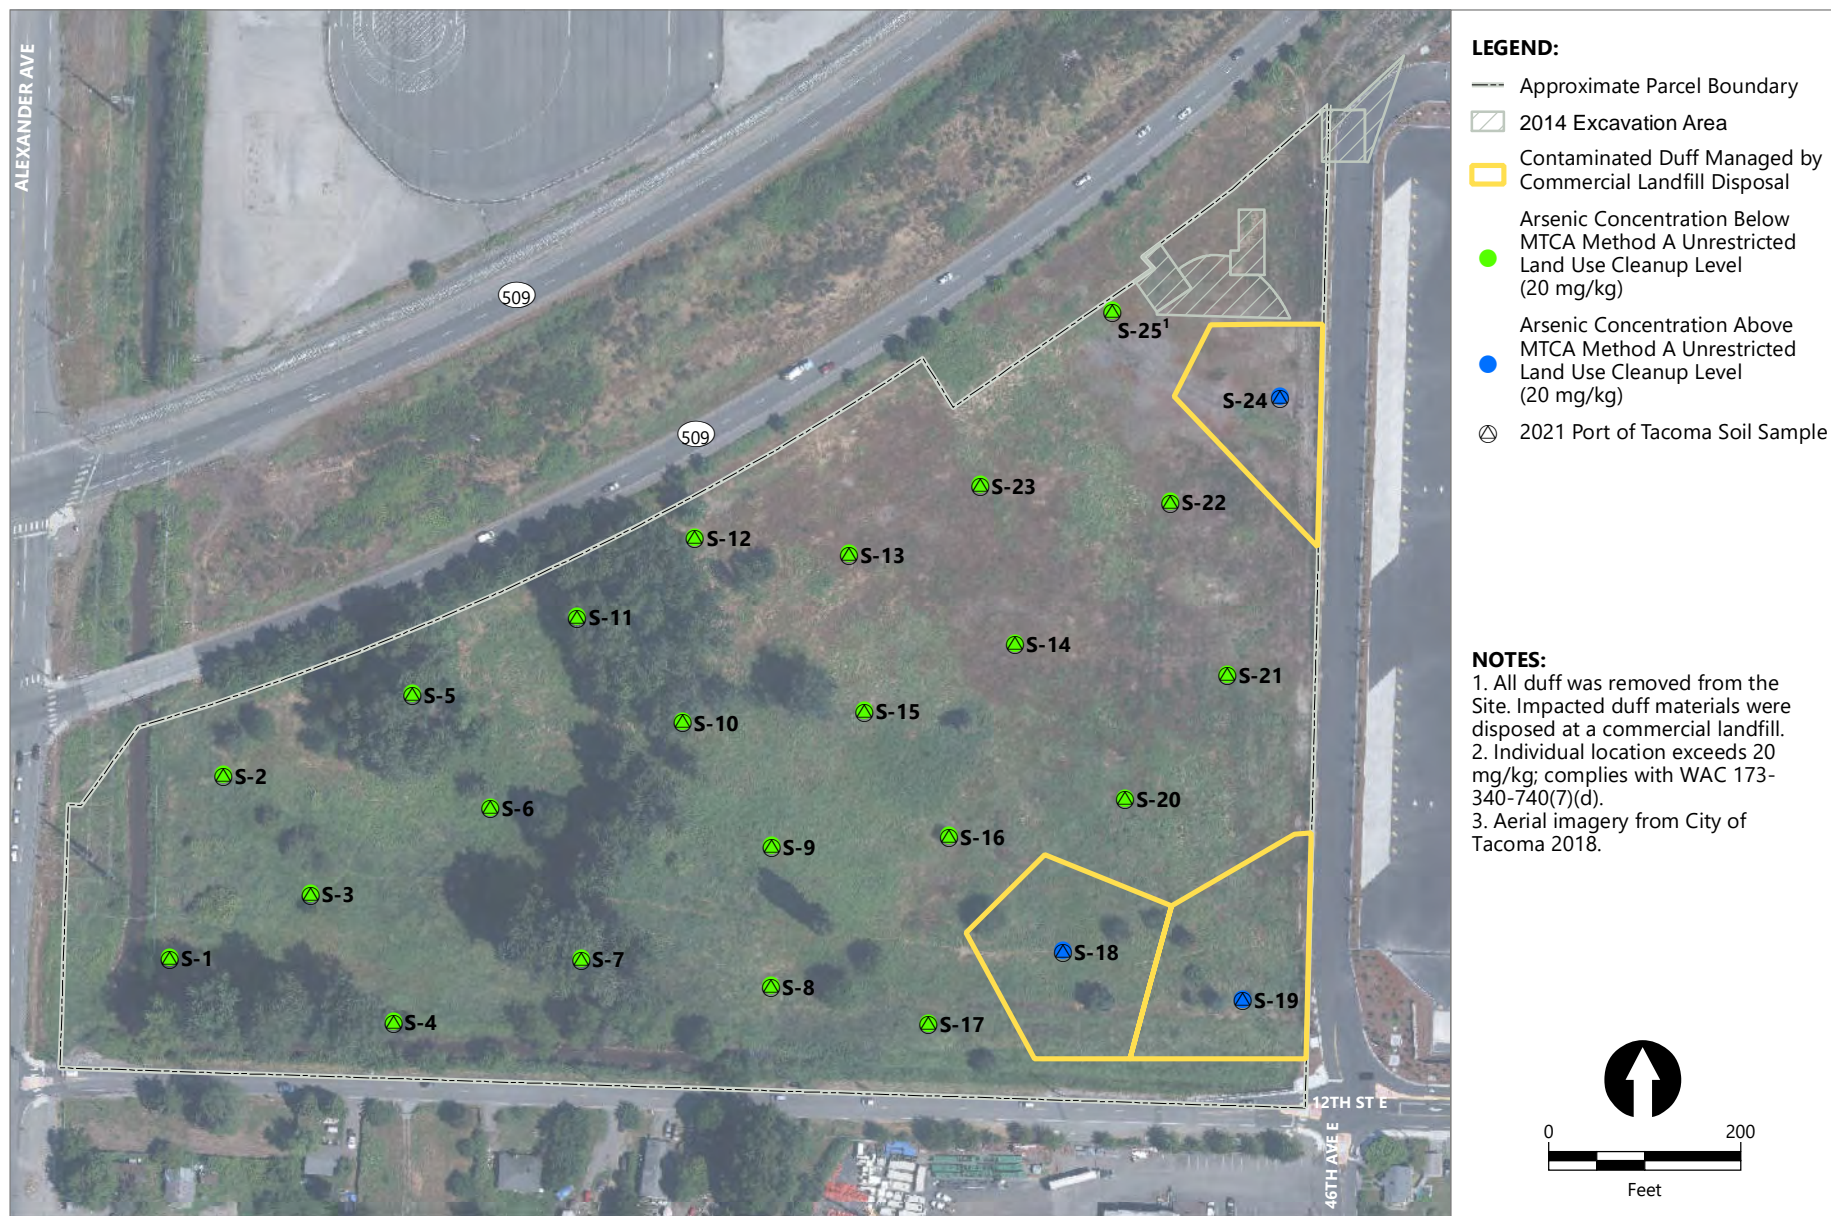 ALEXANDER AVE
509
509
S-25¹
S-24
S-23
S-22
S-12
S-13
S-11
S-14
S-21
S-5
S-10
S-15
S-2
S-6
S-20
S-16
S-9
S-3
S-1
S-7
S-18
S-8
S-19
S-4
S-17
12TH ST E
46TH AVE E
LEGEND:
Approximate Parcel Boundary
2014 Excavation Area
Contaminated Duff Managed by
Commercial Landfill Disposal
Arsenic Concentration Below
MTCA Method A Unrestricted
Land Use Cleanup Level
(20 mg/kg)
Arsenic Concentration Above
MTCA Method A Unrestricted
Land Use Cleanup Level
(20 mg/kg)
2021 Port of Tacoma Soil Sample
NOTES:
1. All duff was removed from the
Site. Impacted duff materials were
disposed at a commercial landfill.
2. Individual location exceeds 20
mg/kg; complies with WAC 173-
340-740(7)(d).
3. Aerial imagery from City of
Tacoma 2018.
0 200
Feet